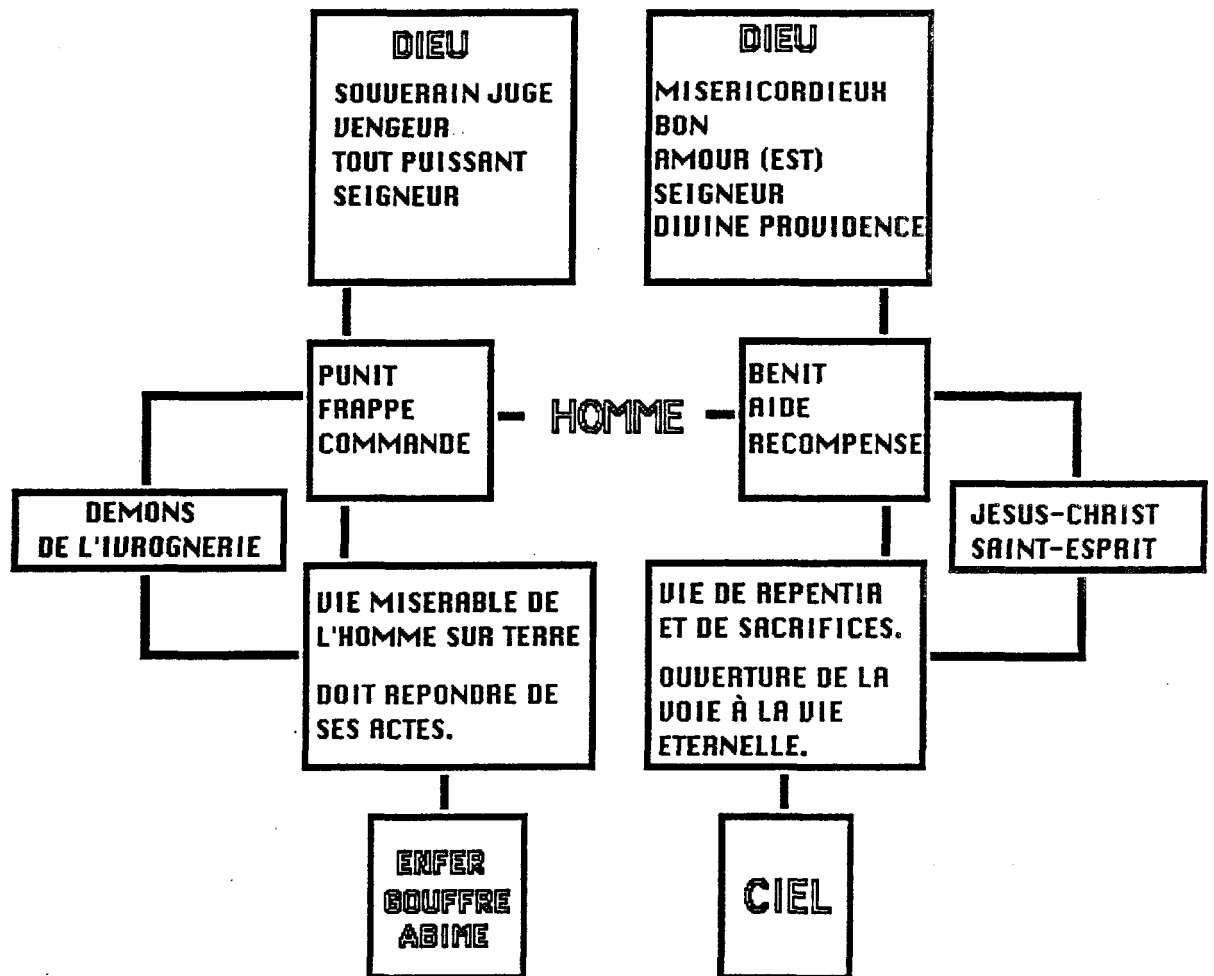 DIEU
SOUVERAIN JUGE
VENGEUR
TOUT PUISSANT
SEIGNEUR
DIEU
MISERICORDIEUX
BON
AMOUR (EST)
SEIGNEUR
DIVINE PROVIDENCE
PUNIT
FRAPPE
COMMANDE
HOMME
BENIT
AIDE
RECOMPENSE
DEMONS
DE L'IVROGNERIE
JESUS-CHRIST
SAINT-ESPRIT
VIE MISERABLE DE
L'HOMME SUR TERRE
DOIT REPONDRE DE
SES ACTES.
VIE DE REPENTIR
ET DE SACRIFICES.
OUVERTURE DE LA
VOIE À LA VIE
ETERNELLE.
ENFER
GOUFFRE
ABIME
CIEL